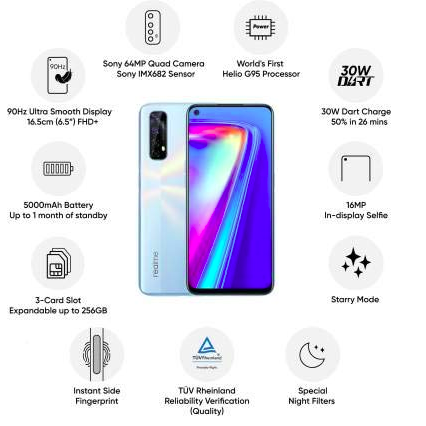 Power
90Hz
Sony 64MP Quad Camera
Sony IMX682 Sensor
World's First
Helio G95 Processor
30W
DART
90Hz Ultra Smooth Display
16.5cm (6.5") FHD+
30W Dart Charge
50% in 26 mins
5000mAh Battery
Up to 1 month of standby
16MP
In-display Selfie
realme
3-Card Slot
Expandable up to 256GB
Starry Mode
TÜVRheinland
Instant Side
Fingerprint
TÜV Rheinland
Reliability Verification
(Quality)
Special
Night Filters